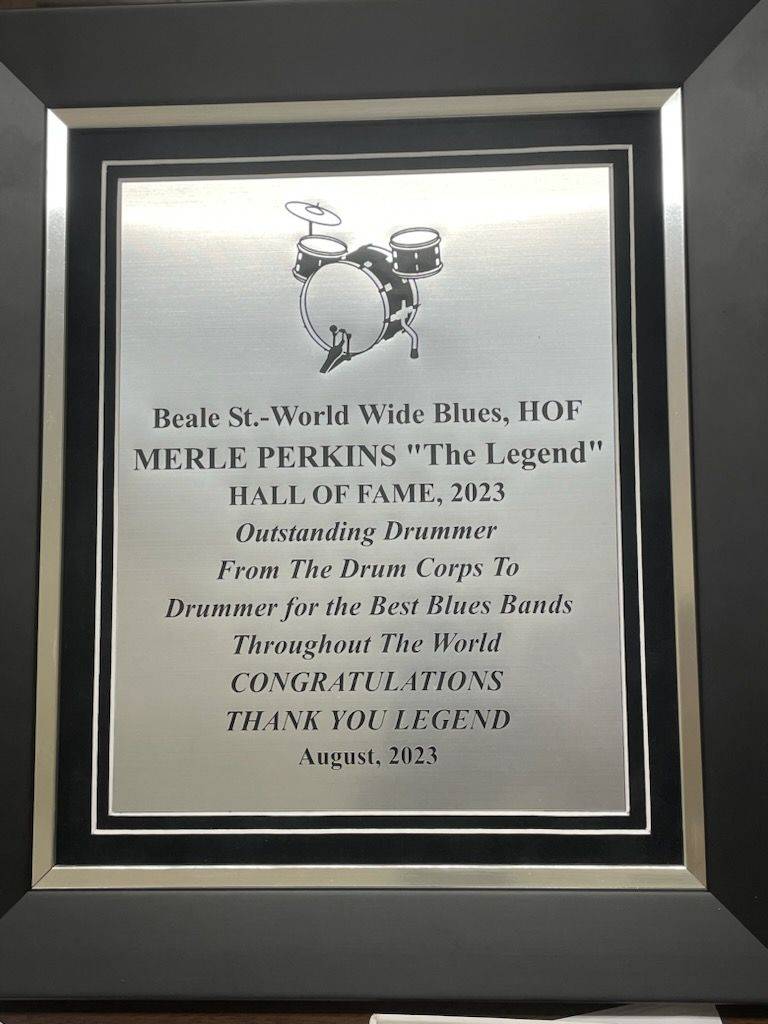 Beale St.-World Wide Blues, HOF
MERLE PERKINS "The Legend"
HALL OF FAME, 2023
Outstanding Drummer
From The Drum Corps To
Drummer for the Best Blues Bands
Throughout The World
CONGRATULATIONS
THANK YOU LEGEND
August, 2023